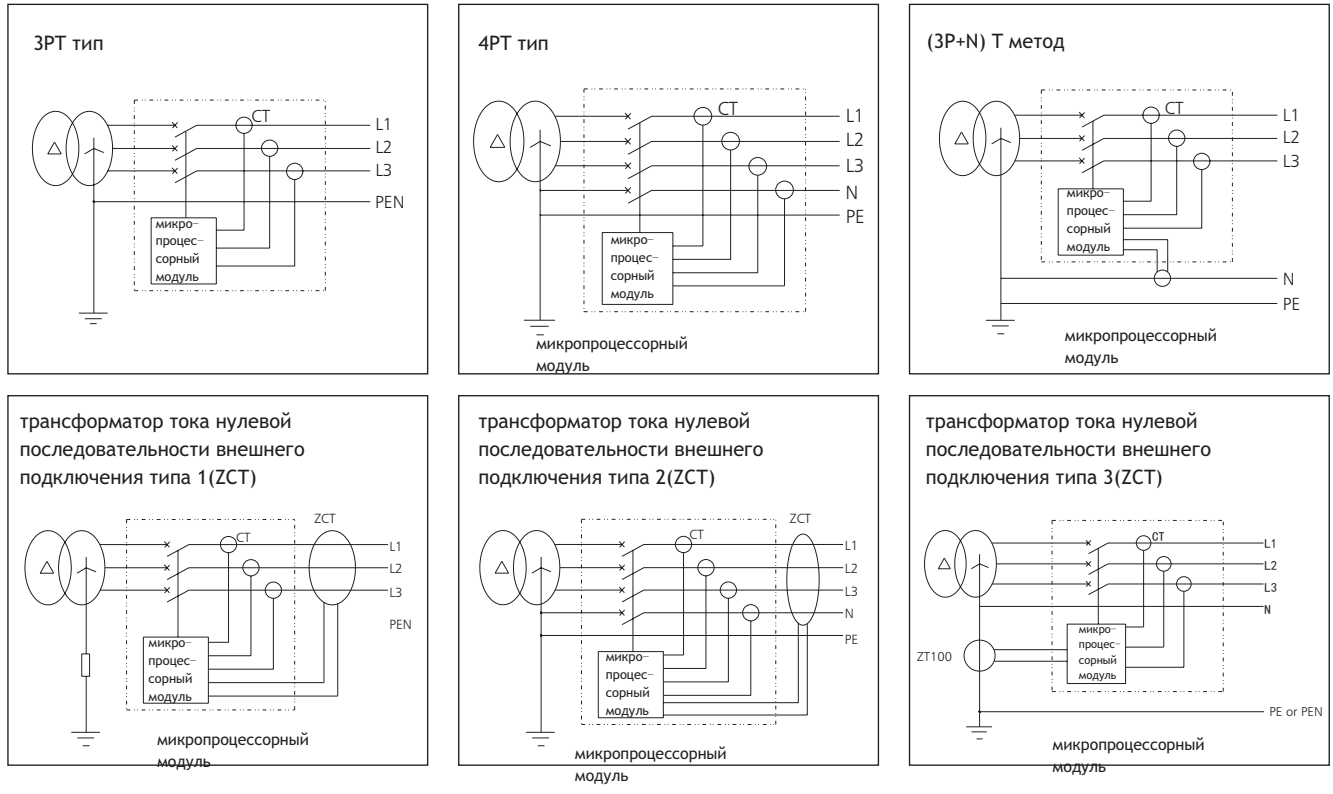 3PT тип
CT
L1
L2
L3
PEN
микро-
процес-
сорный
модуль
4PT тип
CT
L1
L2
L3
N
PE
микро-
процес-
сорный
модуль
микропроцессорный
модуль
(3P+N) T метод
CT
L1
L2
L3
микро-
процес-
сорный
модуль
N
PE
микропроцессорный
модуль
трансформатор тока нулевой
последовательности внешнего
подключения типа 1(ZCT)
ZCT
CT
L1
L2
L3
PEN
микро-
процес-
сорный
модуль
микропроцессорный
модуль
трансформатор тока нулевой
последовательности внешнего
подключения типа 2(ZCT)
ZCT
CT
L1
L2
L3
N
PE
микро-
процес-
сорный
модуль
микропроцессорный
модуль
трансформатор тока нулевой
последовательности внешнего
подключения типа 3(ZCT)
CT
L1
L2
L3
N
микро-
процес-
сорный
модуль
ZT100
PE or PEN
микропроцессорный
модуль